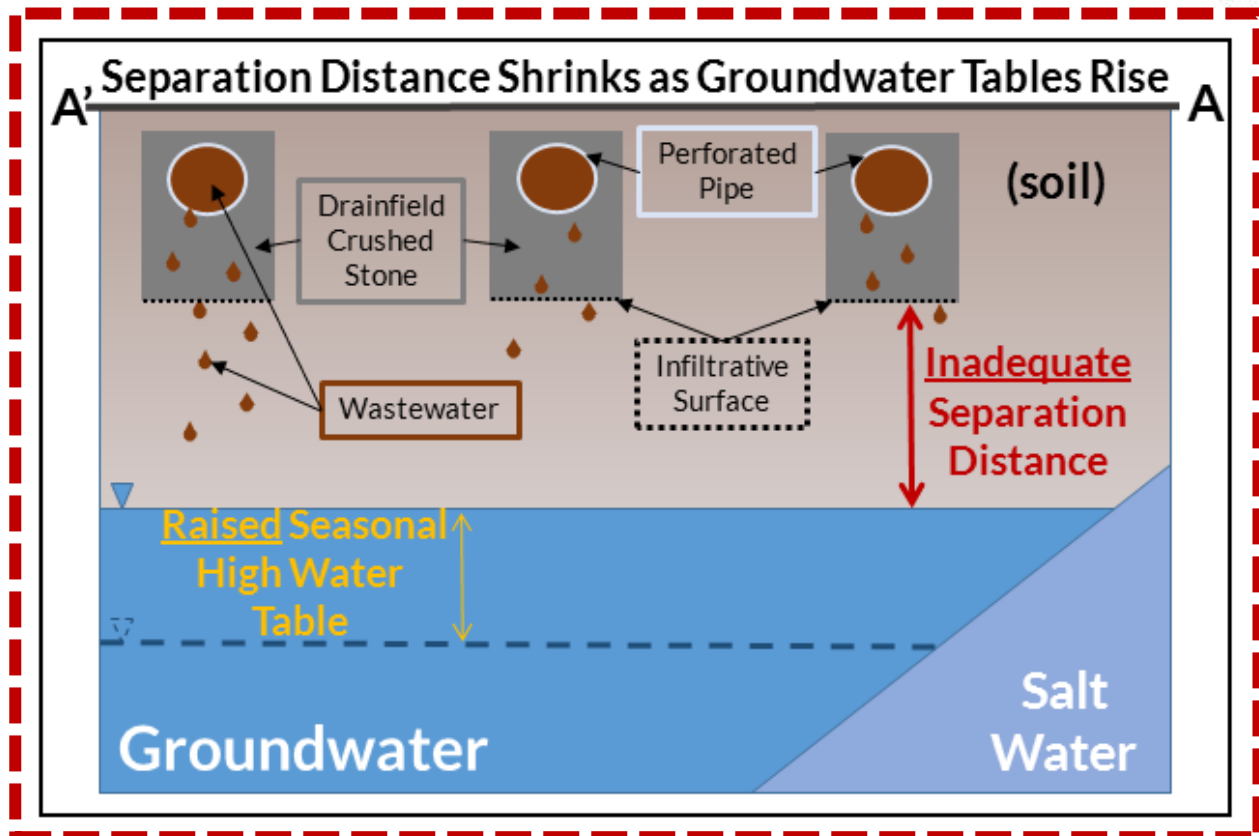 Separation Distance Shrinks as Groundwater Tables Rise
A’
A
Perforated
Pipe
(soil)
Drainfield
Crushed
Stone
Infiltrative
Surface
Inadequate
Separation
Distance
Wastewater
Raised Seasonal
High Water
Table
Groundwater
Salt
Water